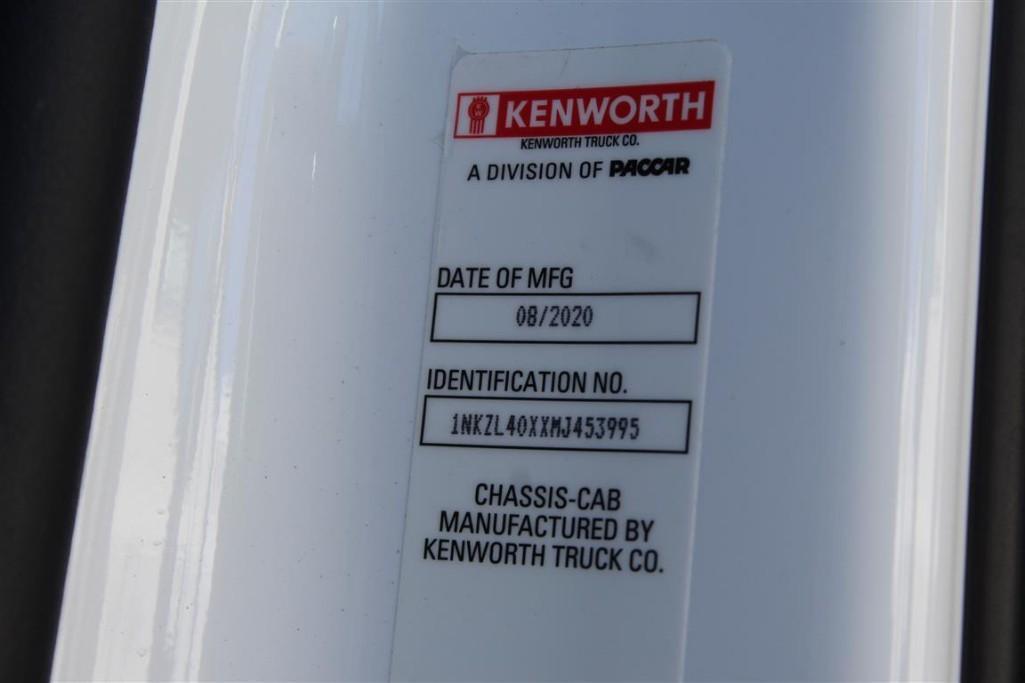 KENWORTH
KENWORTH TRUCK CO.
A DIVISION OF PACCAR
DATE OF MFG
08/2020
IDENTIFICATION NO.
1NKZL40XXMJ453995
CHASSIS-CAB
MANUFACTURED BY
KENWORTH TRUCK CO.